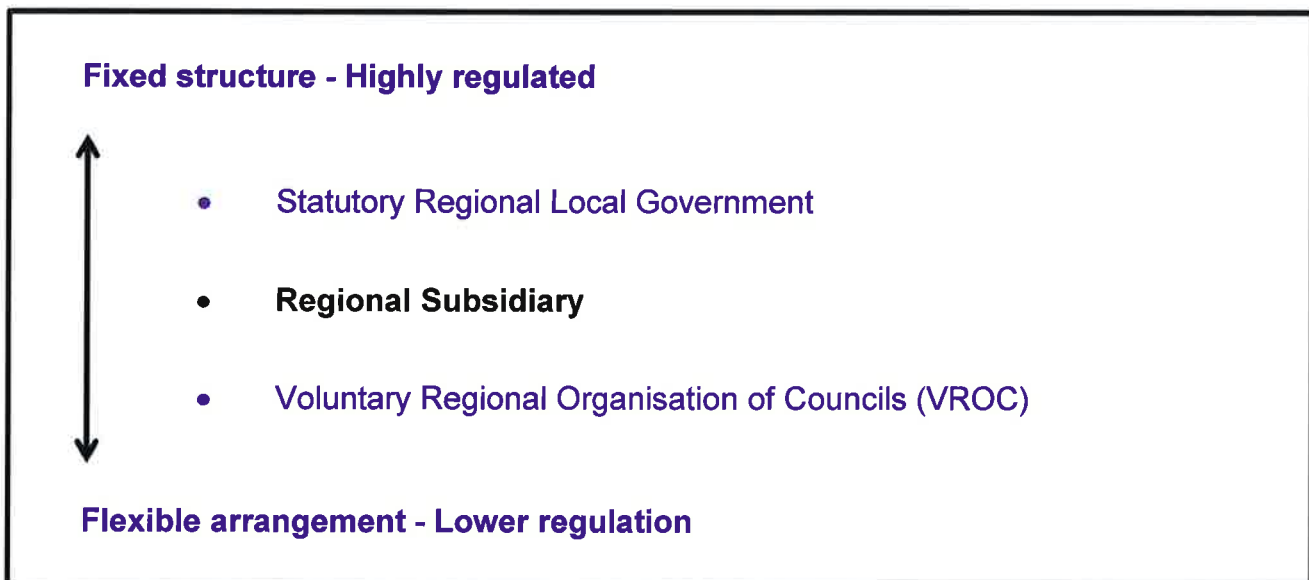 Fixed structure - Highly regulated
• Statutory Regional Local Government
• Regional Subsidiary
• Voluntary Regional Organisation of Councils (VROC)
Flexible arrangement - Lower regulation